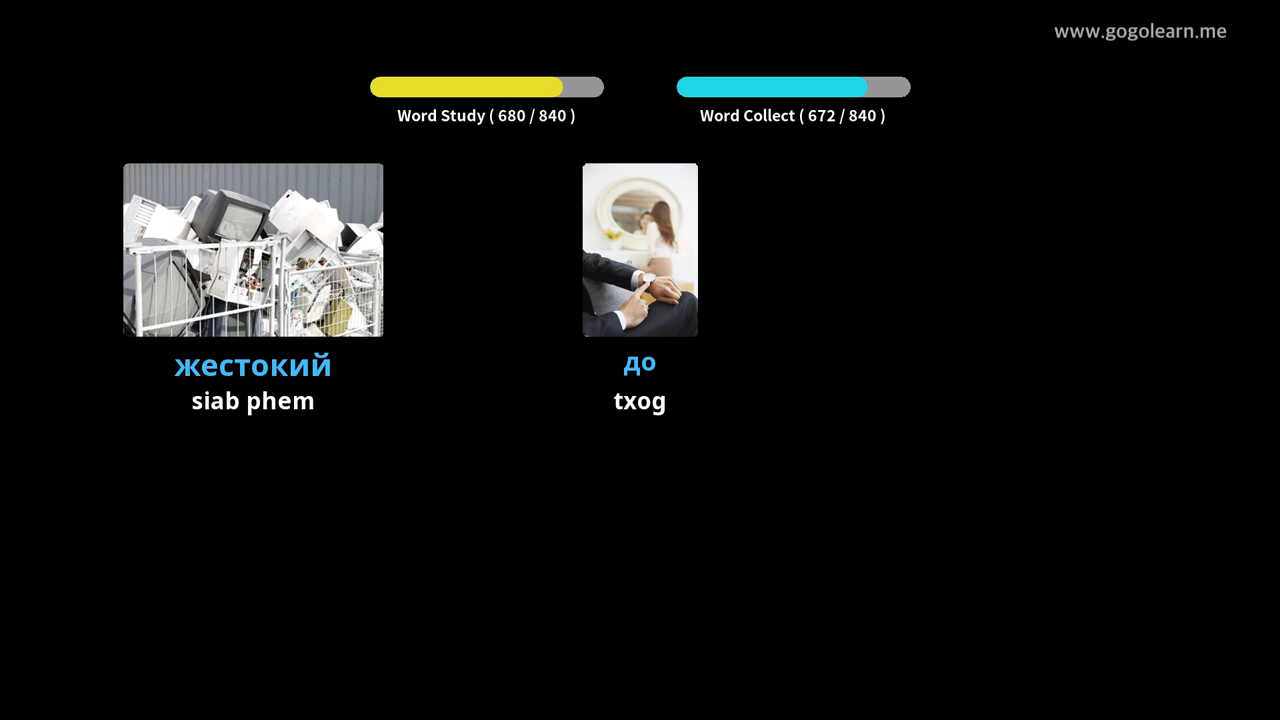 www.gogolearn.me
Word Study ( 680 / 840 )
Word Collect ( 672 / 840 )
жестокий
siab phem
до
txog